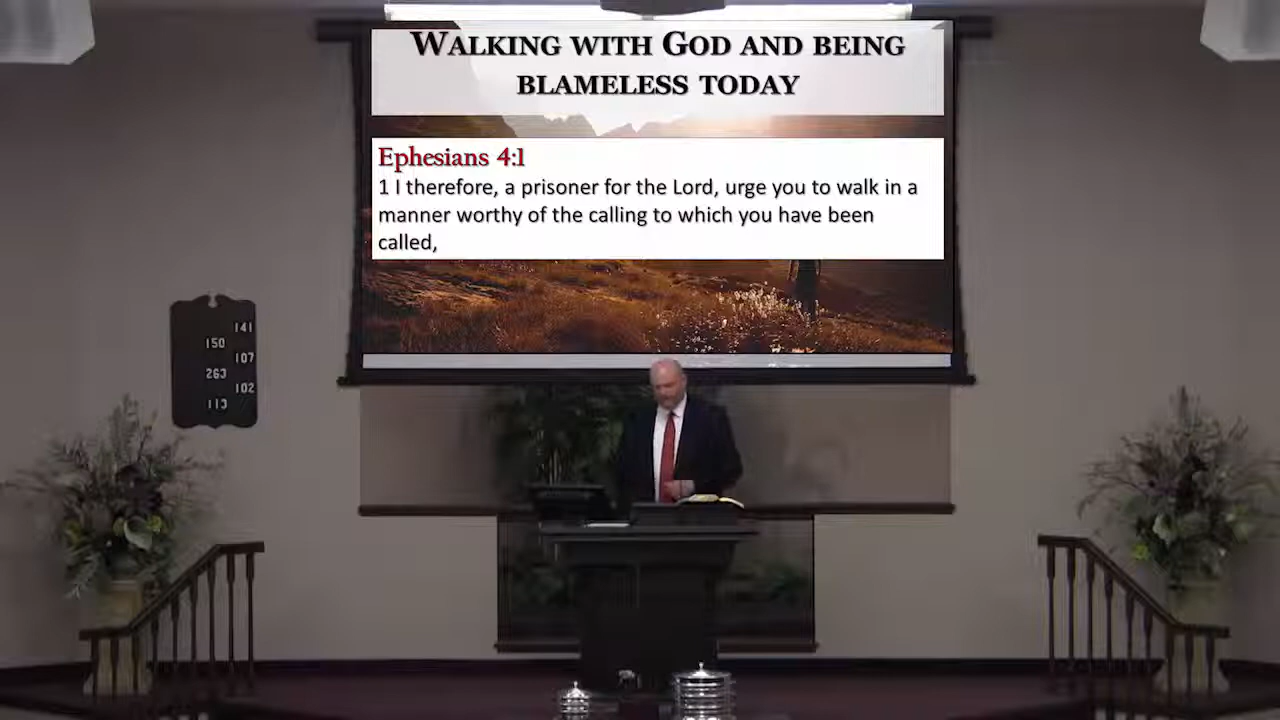 WALKING WITH GOD AND BEING
BLAMELESS TODAY
Ephesians 4:1
1 I therefore, a prisoner for the Lord, urge you to walk in a
manner worthy of the calling to which you have been
called,
141
150
107
263
102
113